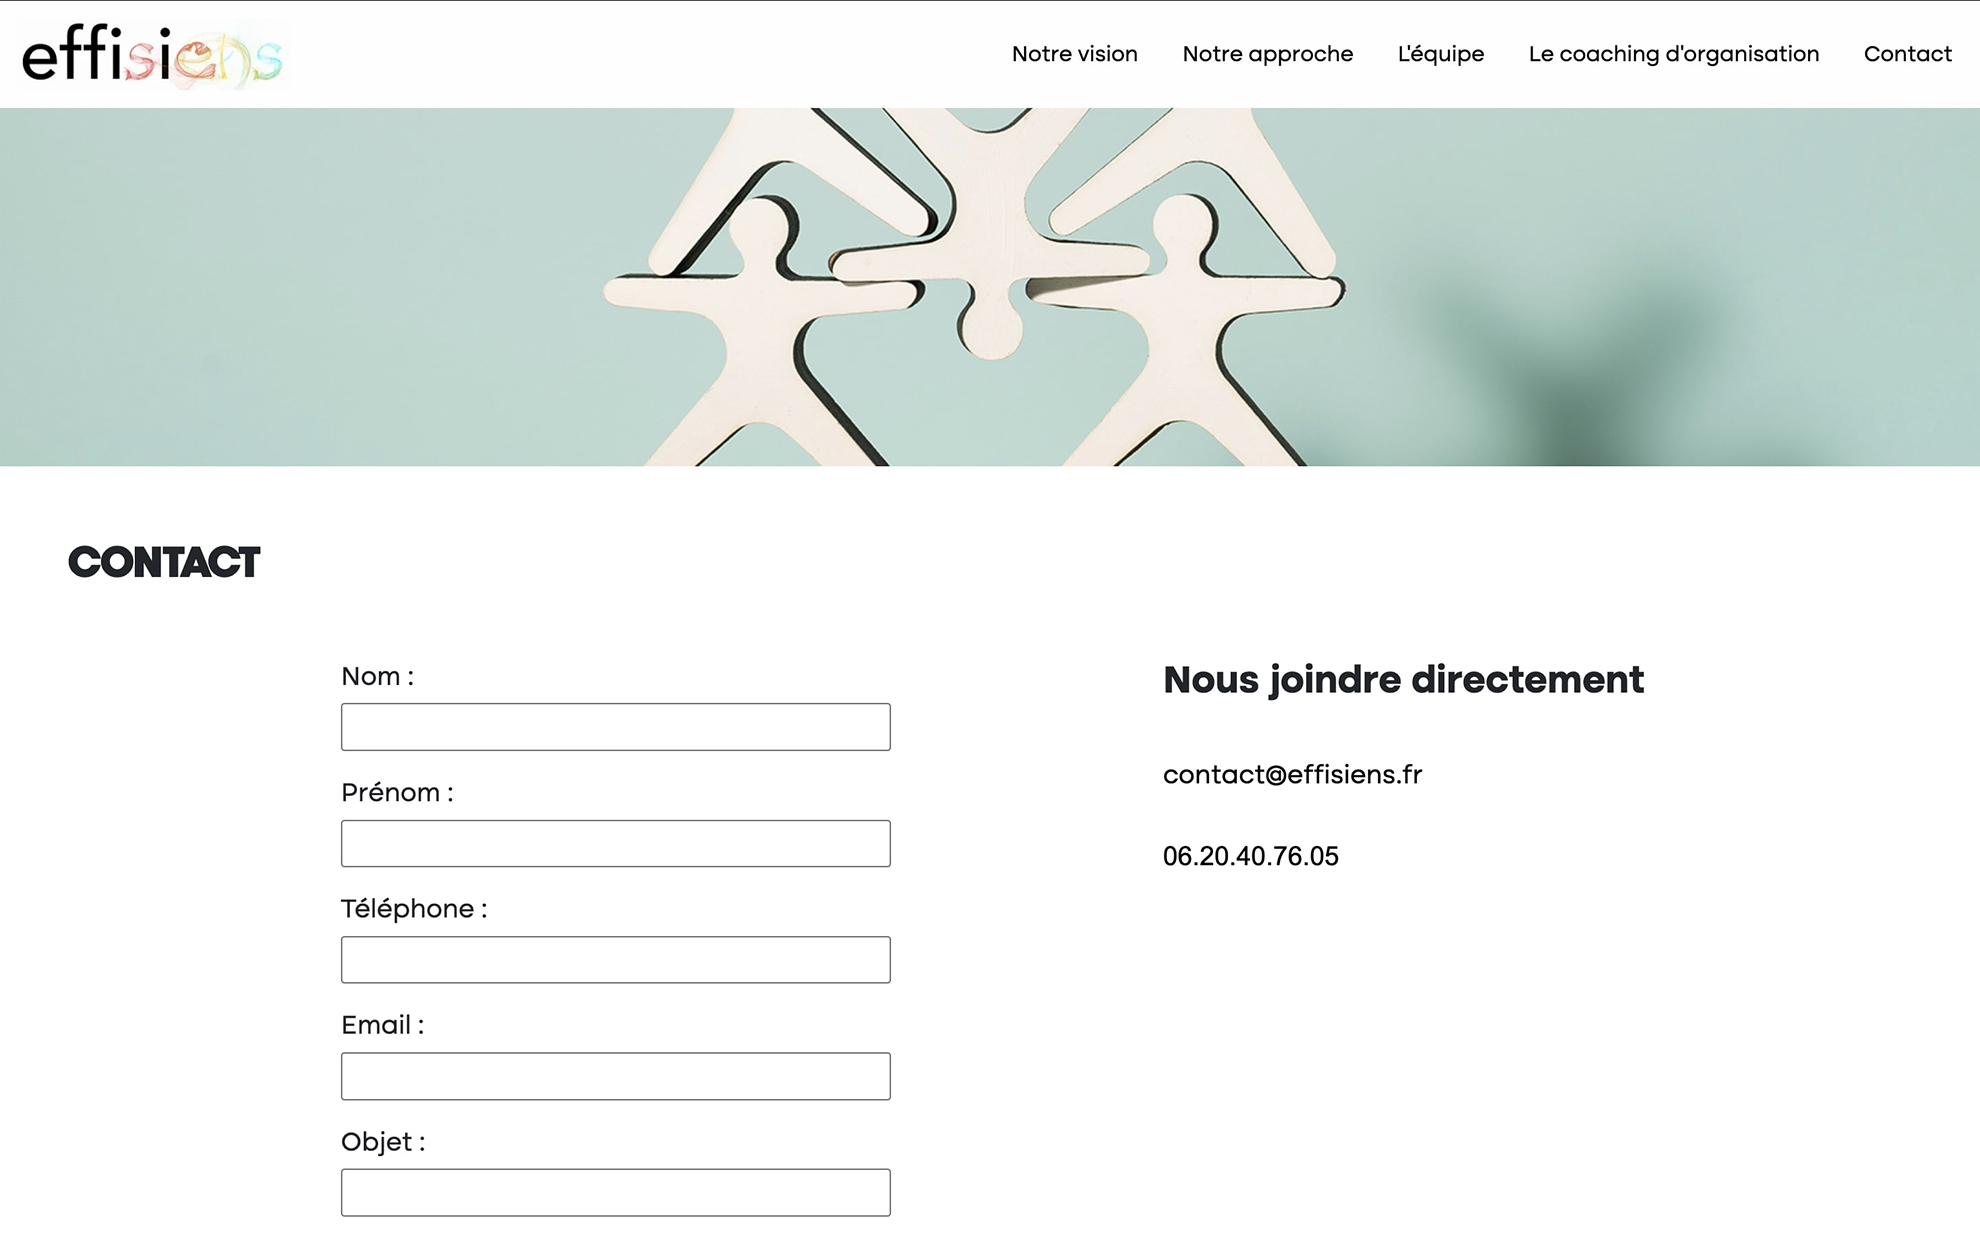 effisiens
Notre vision Notre approche L'équipe Le coaching d'organisation Contact
CONTACT
Nom :
Prénom :
Téléphone :
Email :
Objet :
Nous joindre directement
contact@effisiens.fr
06.20.40.76.05